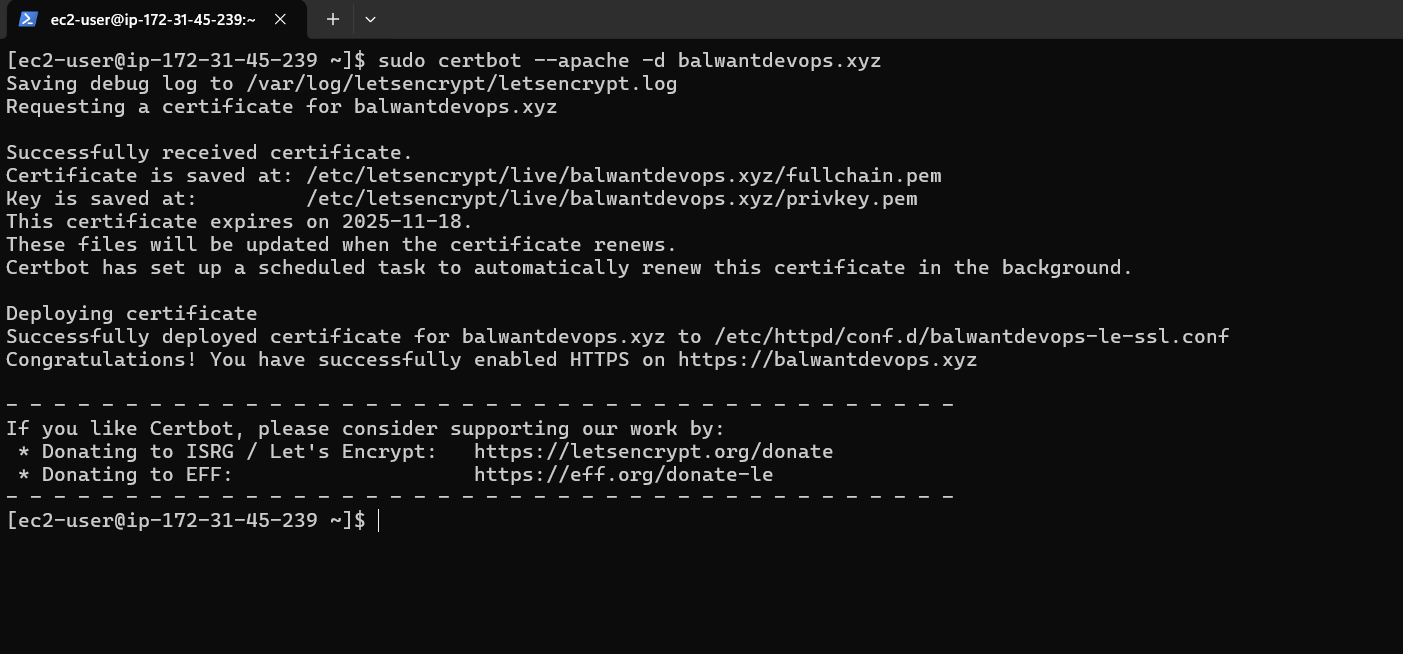 ec2-user@ip-172-31-45-239:~
[ec2-user@ip-172-31-45-239 ~]$ sudo certbot --apache -d balwantdevops.xyz
Saving debug log to /var/log/letsencrypt/letsencrypt.log
Requesting a certificate for balwantdevops.xyz

Successfully received certificate.
Certificate is saved at: /etc/letsencrypt/live/balwantdevops.xyz/fullchain.pem
Key is saved at:         /etc/letsencrypt/live/balwantdevops.xyz/privkey.pem
This certificate expires on 2025-11-18.
These files will be updated when the certificate renews.
Certbot has set up a scheduled task to automatically renew this certificate in the background.

Deploying certificate
Successfully deployed certificate for balwantdevops.xyz to /etc/httpd/conf.d/balwantdevops-le-ssl.conf
Congratulations! You have successfully enabled HTTPS on https://balwantdevops.xyz

- - - - - - - - - - - - - - - - - - - - - - - - - - - - - - - - - - - - - - - -
If you like Certbot, please consider supporting our work by:
 * Donating to ISRG / Let's Encrypt:   https://letsencrypt.org/donate
 * Donating to EFF:                    https://eff.org/donate-le
- - - - - - - - - - - - - - - - - - - - - - - - - - - - - - - - - - - - - - - -
[ec2-user@ip-172-31-45-239 ~]$